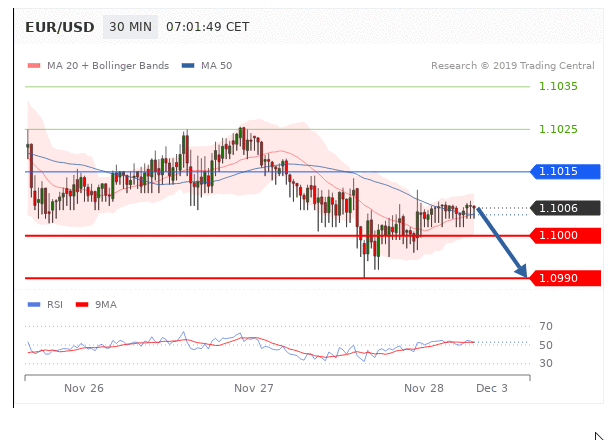 EUR/USD 30 MIN 07:01:49 CET
MA 20 + Bollinger Bands MA 50 Research © 2019 Trading Central
1.1035
1.1025
1.1015
1.1006
1.1000
1.0990
RSI 9MA
70
50
30
Nov 26 Nov 27 Nov 28 Dec 3